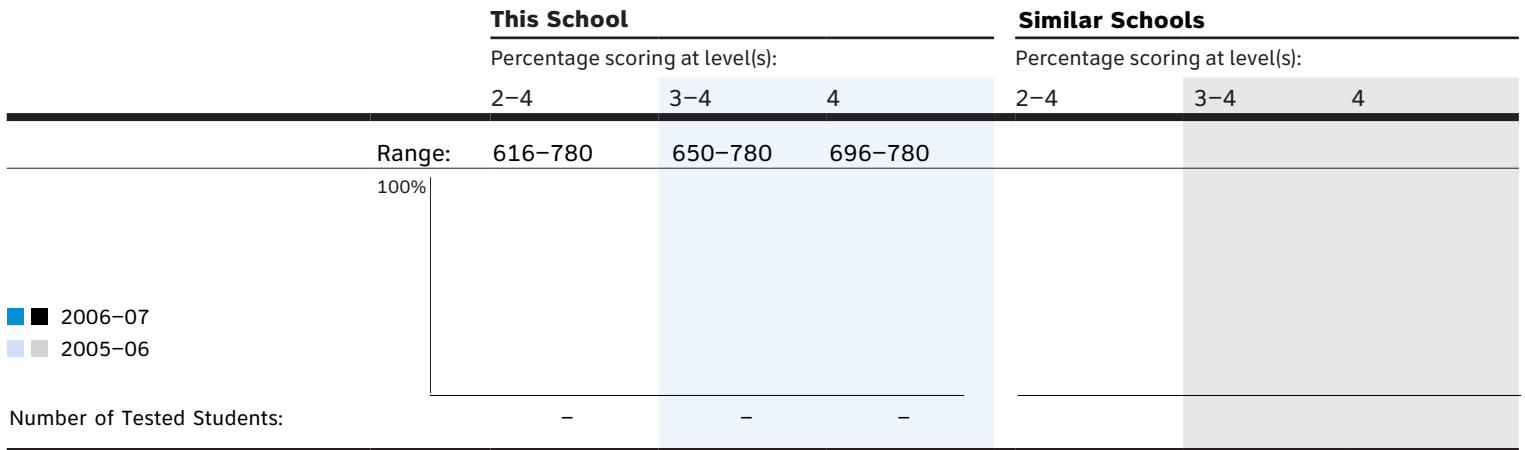 This School Similar Schools
Percentage scoring at level(s): Percentage scoring at level(s):
2–4 3–4 4 2–4 3–4 4
Range: 616–780 650–780 696–780
100%
2006–07
2005–06
Number of Tested Students: – – –